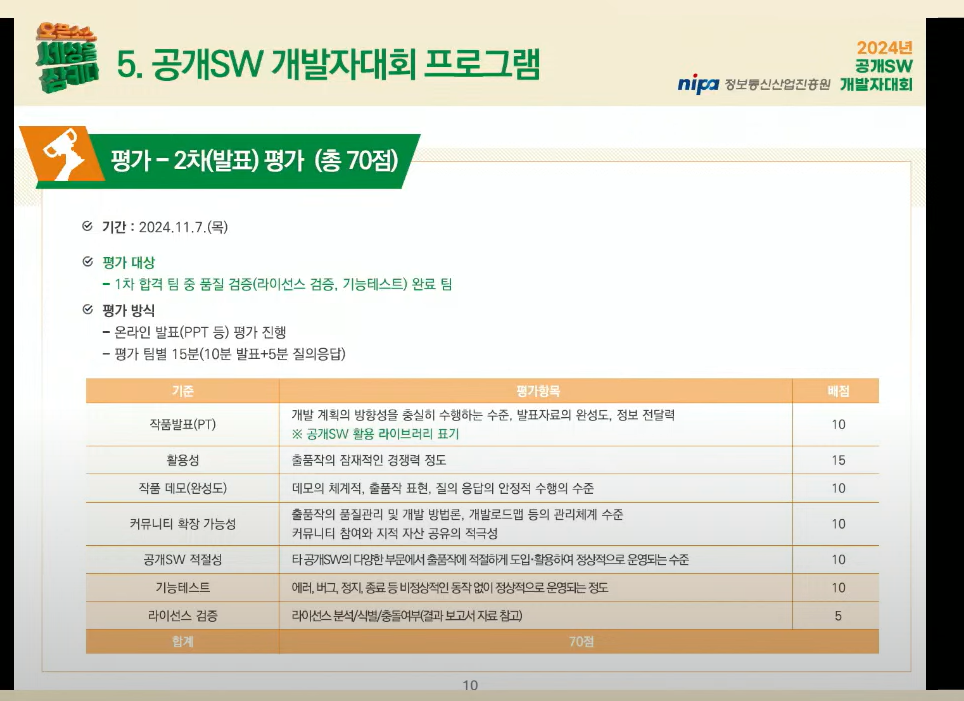 오픈소스
세상을
잠기다
5. 공개SW 개발자대회 프로그램
nipa 정보통신산업진흥원
2024년
공개SW
개발자대회
평가 – 2차(발표) 평가 (총 70점)
기간 : 2024.11.7.(목)
평가 대상
– 1차 합격 팀 중 품질 검증(라이선스 검증, 기능테스트) 완료 팀
평가 방식
– 온라인 발표(PPT 등) 평가 진행
– 평가 팀별 15분(10분 발표+5분 질의응답)
기준 평가항목 배점
작품발표(PT) 개발 계획의 방향성을 충실히 수행하는 수준, 발표자료의 완성도, 정보 전달력 10
※ 공개SW 활용 라이브러리 표기
활용성 출품작의 잠재적인 경쟁력 정도 15
작품 데모(완성도) 데모의 체계적, 출품작 표현, 질의 응답의 안정적 수행의 수준 10
커뮤니티 확장 가능성 출품작의 품질관리 및 개발 방법론, 개발로드맵 등의 관리체계 수준 10
커뮤니티 참여와 지적 자산 공유의 적극성
공개SW 적절성 타 공개SW의 다양한 부문에서 출품작에 적절하게 도입·활용하여 정상적으로 운영되는 수준 10
기능테스트 에러, 버그, 정지, 종료 등 비정상적인 동작 없이 정상적으로 운영되는 정도 10
라이선스 검증 라이선스 분석/식별/충돌여부(결과 보고서 자료 참고) 5
합계 70점
10